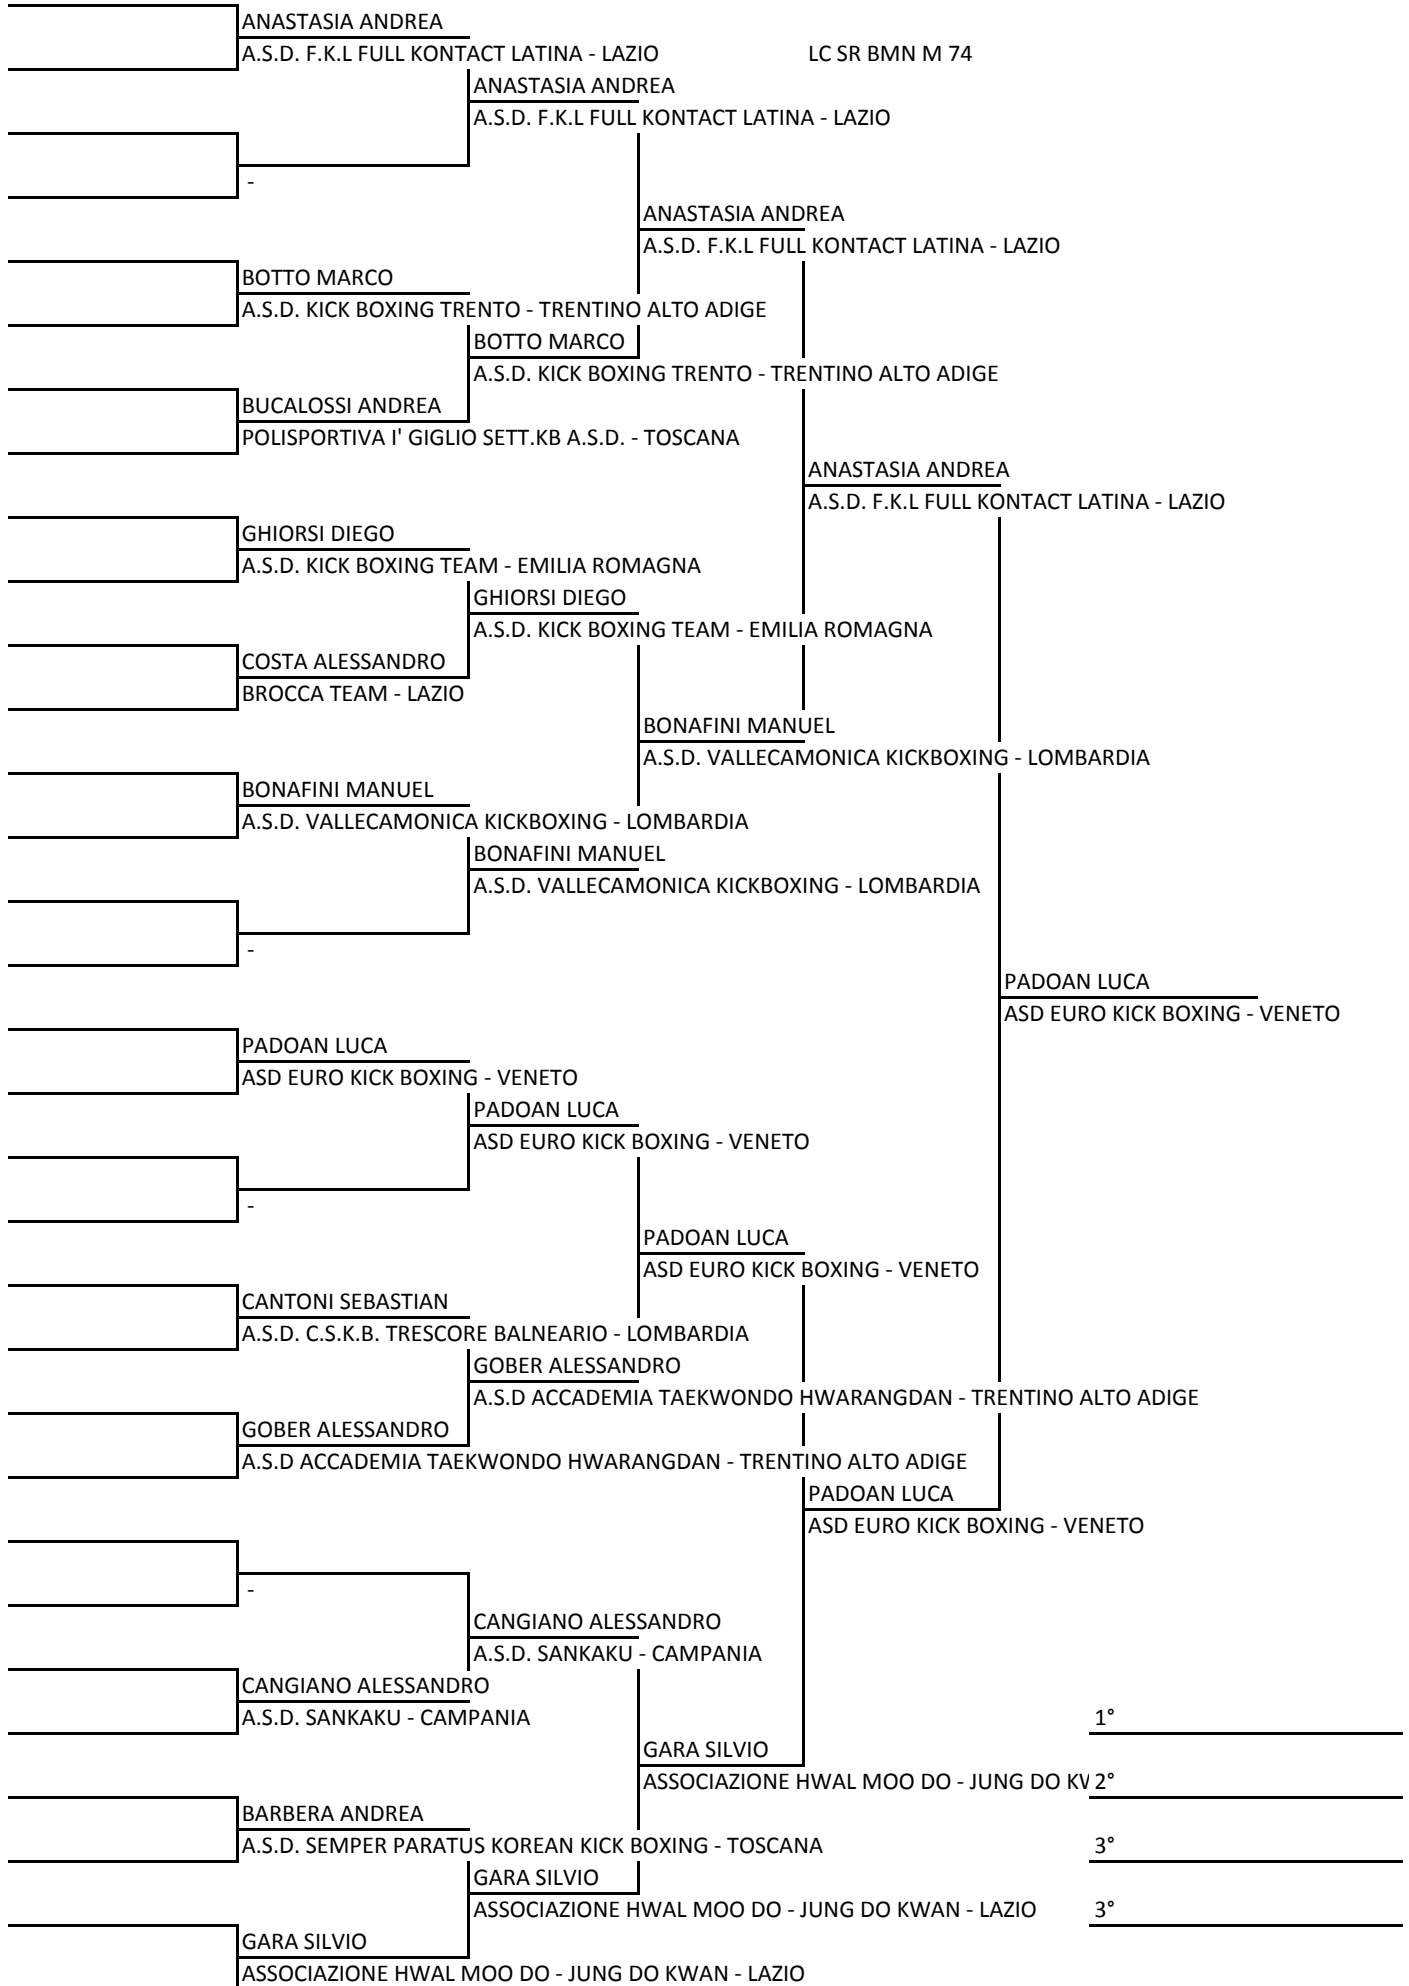 ANASTASIA ANDREA
A.S.D. F.K.L FULL KONTACT LATINA - LAZIO
LC SR BMN M 74
ANASTASIA ANDREA
A.S.D. F.K.L FULL KONTACT LATINA - LAZIO
-
ANASTASIA ANDREA
A.S.D. F.K.L FULL KONTACT LATINA - LAZIO
BOTTO MARCO
A.S.D. KICK BOXING TRENTO - TRENTINO ALTO ADIGE
BOTTO MARCO
A.S.D. KICK BOXING TRENTO - TRENTINO ALTO ADIGE
BUCALOSSI ANDREA
POLISPORTIVA I' GIGLIO SETT.KB A.S.D. - TOSCANA
ANASTASIA ANDREA
A.S.D. F.K.L FULL KONTACT LATINA - LAZIO
GHIORSI DIEGO
A.S.D. KICK BOXING TEAM - EMILIA ROMAGNA
GHIORSI DIEGO
A.S.D. KICK BOXING TEAM - EMILIA ROMAGNA
COSTA ALESSANDRO
BROCCA TEAM - LAZIO
BONAFINI MANUEL
A.S.D. VALLECAMONICA KICKBOXING - LOMBARDIA
BONAFINI MANUEL
A.S.D. VALLECAMONICA KICKBOXING - LOMBARDIA
BONAFINI MANUEL
A.S.D. VALLECAMONICA KICKBOXING - LOMBARDIA
-
PADOAN LUCA
ASD EURO KICK BOXING - VENETO
PADOAN LUCA
ASD EURO KICK BOXING - VENETO
PADOAN LUCA
ASD EURO KICK BOXING - VENETO
-
PADOAN LUCA
ASD EURO KICK BOXING - VENETO
CANTONI SEBASTIAN
A.S.D. C.S.K.B. TRESCORE BALNEARIO - LOMBARDIA
GOBER ALESSANDRO
A.S.D ACCADEMIA TAEKWONDO HWARANGDAN - TRENTINO ALTO ADIGE
GOBER ALESSANDRO
A.S.D ACCADEMIA TAEKWONDO HWARANGDAN - TRENTINO ALTO ADIGE
PADOAN LUCA
ASD EURO KICK BOXING - VENETO
-
CANGIANO ALESSANDRO
A.S.D. SANKAKU - CAMPANIA
CANGIANO ALESSANDRO
A.S.D. SANKAKU - CAMPANIA
1°
GARA SILVIO
ASSOCIAZIONE HWAL MOO DO - JUNG DO
2°
BARBERA ANDREA
A.S.D. SEMPER PARATUS KOREAN KICK BOXING - TOSCANA
3°
GARA SILVIO
ASSOCIAZIONE HWAL MOO DO - JUNG DO KWAN - LAZIO
3°
GARA SILVIO
ASSOCIAZIONE HWAL MOO DO - JUNG DO KWAN - LAZIO